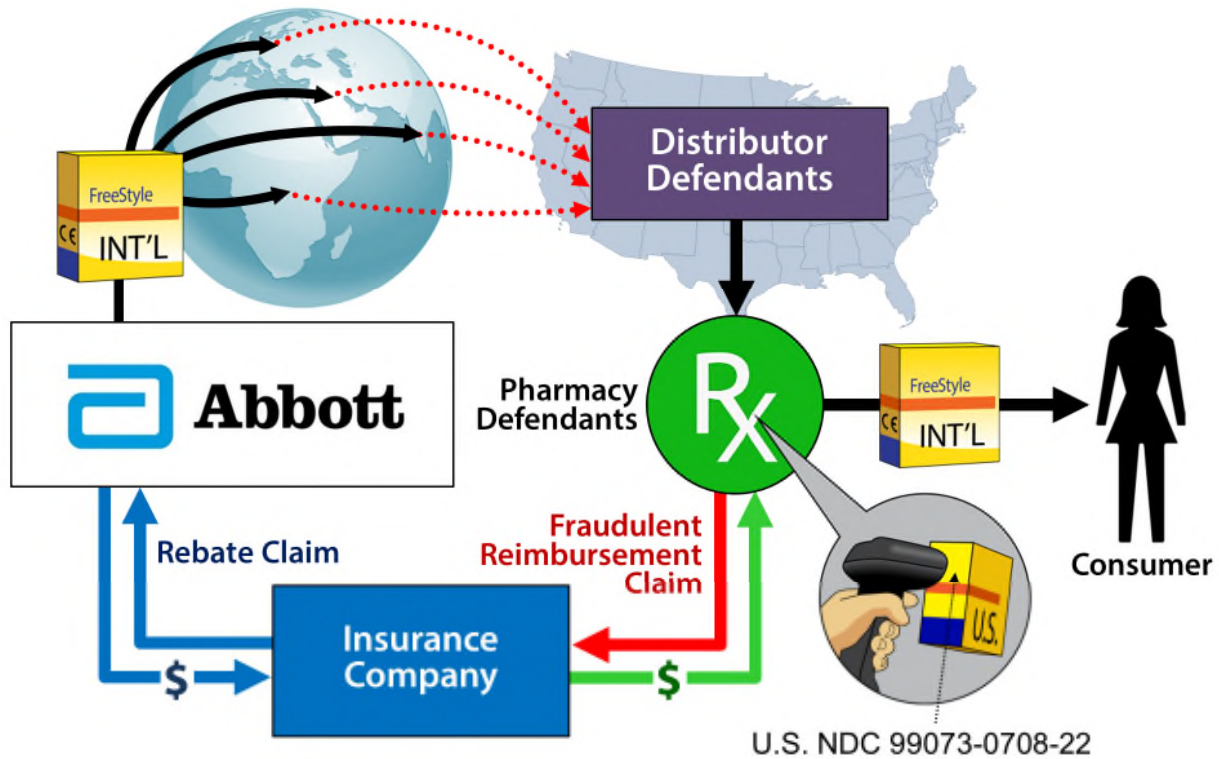 FreeStyle
CE
INT'L
Distributor
Defendants
Abbott
Pharmacy
Defendants
Rx
FreeStyle
CE
INT'L
Rebate Claim
Fraudulent
Reimbursement
Claim
Consumer
U.S.
Insurance
Company
$
$
U.S. NDC 99073-0708-22